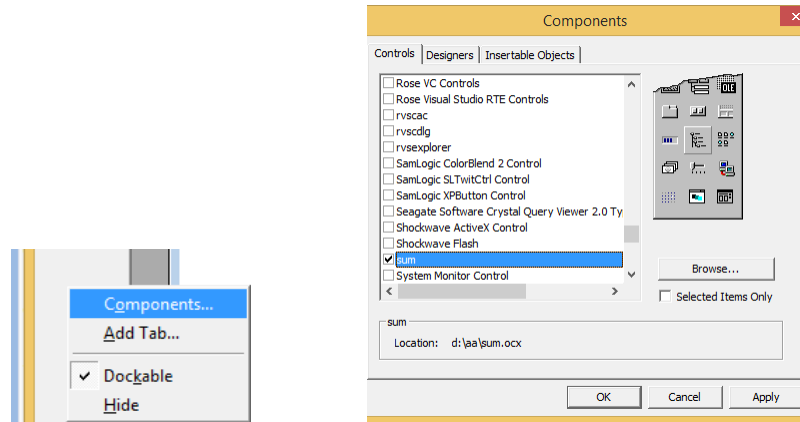 Components
Controls
Designers
Insertable Objects
Rose VC Controls
Rose Visual Studio RTE Controls
rvscac
rvscdlg
rvsexplorer
SamLogic ColorBlend 2 Control
SamLogic SLTwitCtrl Control
SamLogic XPButton Control
Seagate Software Crystal Query Viewer 2.0 Ty
Shockwave ActiveX Control
Shockwave Flash
sum
System Monitor Control
OLE
Browse...
Selected Items Only
sum
Location: d:\aa\sum.ocx
OK
Cancel
Apply
Components...
Add Tab...
Dockable
Hide